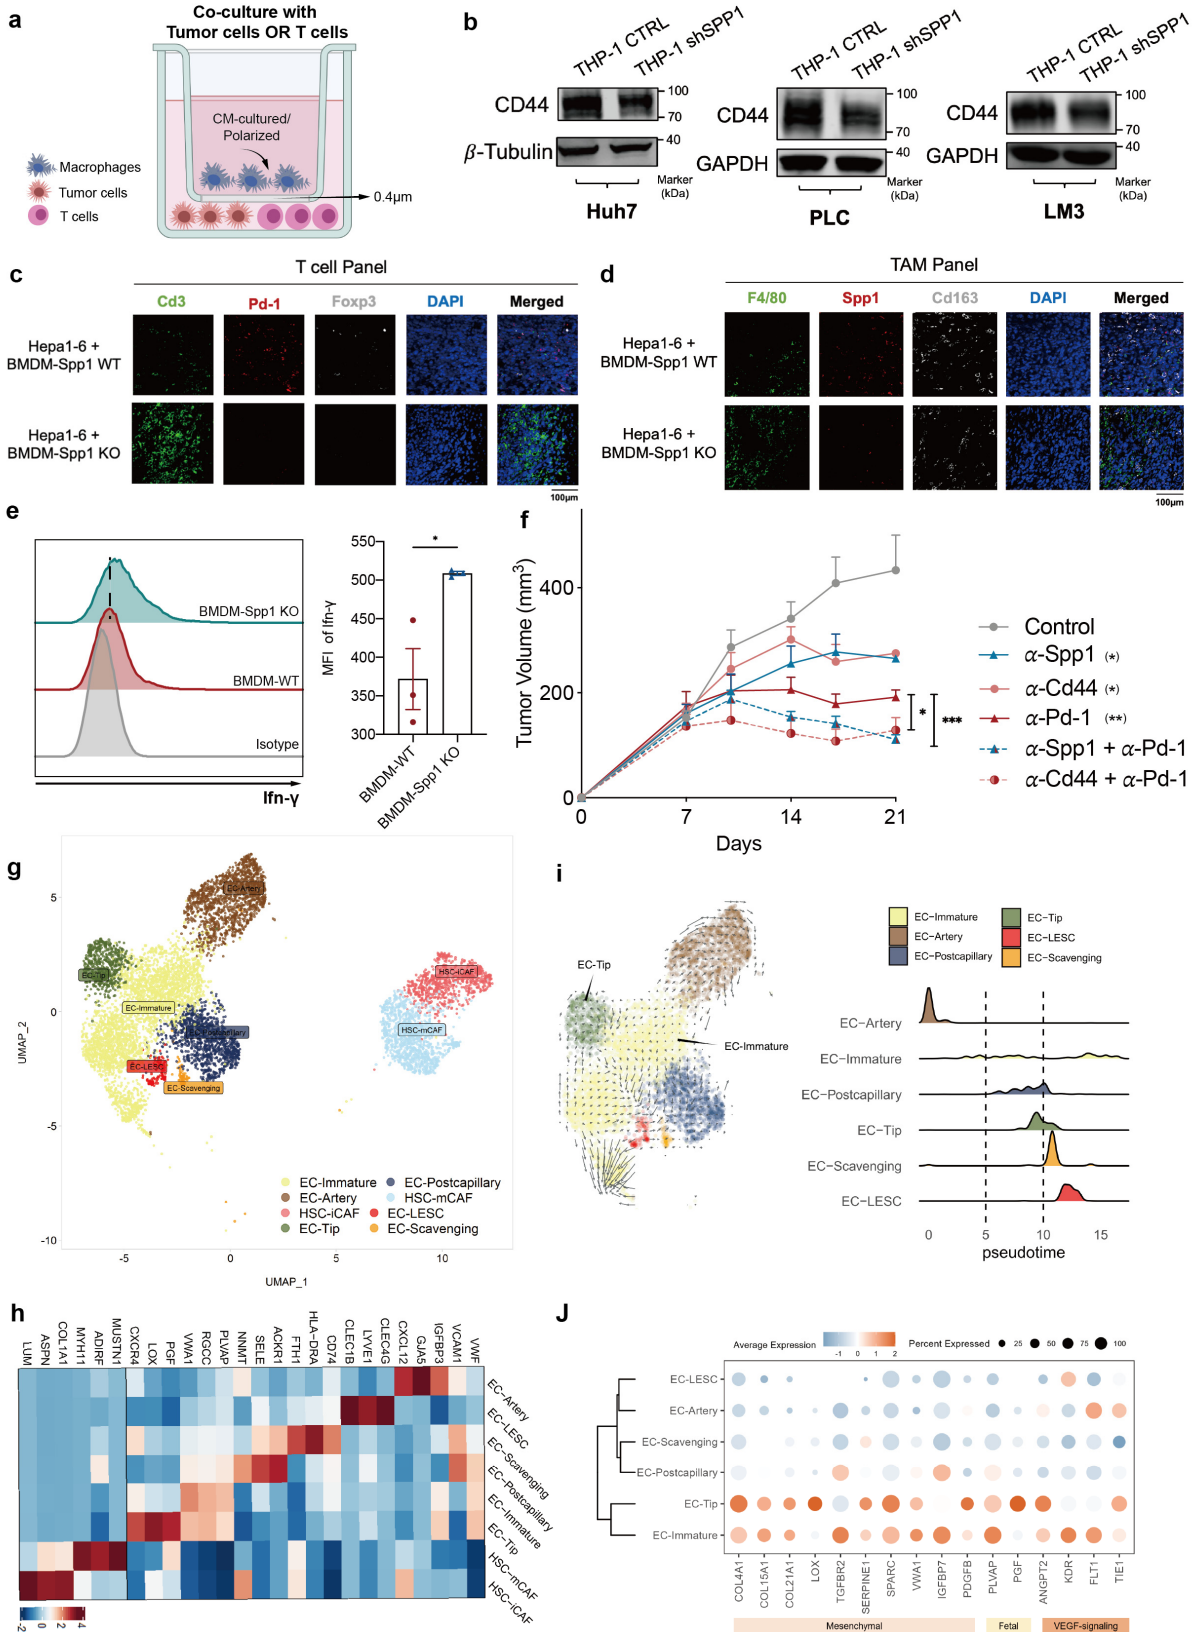 a
Co-culture with
Tumor cells OR T cells
CM-cultured/
Polarized
Macrophages
Tumor cells
T cells
0.4μm
b
THP-1 CTRL
THP-1 shSPP1
CD44
100
70
β-Tubulin
40
Marker
(kDa)
Huh7
THP-1 CTRL
THP-1 shSPP1
CD44
100
70
GAPDH
40
Marker
(kDa)
PLC
THP-1 CTRL
THP-1 shSPP1
CD44
100
70
GAPDH
40
Marker
(kDa)
LM3
c
T cell Panel
Cd3 Pd-1 Foxp3 DAPI Merged
Hepa1-6 +
BMDM-Spp1 WT
Hepa1-6 +
BMDM-Spp1 KO
100μm
d
TAM Panel
F4/80 Spp1 Cd163 DAPI Merged
Hepa1-6 +
BMDM-Spp1 WT
Hepa1-6 +
BMDM-Spp1 KO
100μm
e
BMDM-Spp1 KO
BMDM-WT
Isotype
Ifn-γ
MFI of Ifn-γ
550
500
450
400
350
300
*
BMDM-WT
BMDM-Spp1 KO
f
Tumor Volume (mm³)
400
200
0
0 7 14 21
Days
* ***
Control
α-Spp1 (*)
α-Cd44 (*)
α-Pd-1 (**)
α-Spp1 + α-Pd-1
α-Cd44 + α-Pd-1
g
UMAP_2
5
0
-5
-10
-5 0 5 10
UMAP_1
EC-Artery
EC-Tip
EC-Immature
EC-Postcapillary
EC-LESC
EC-Scavenging
HSC-iCAF
HSC-mCAF
EC-Immature EC-Postcapillary
EC-Artery HSC-mCAF
HSC-iCAF EC-LESC
EC-Tip EC-Scavenging
i
EC-Tip
EC-Immature
EC-Immature EC-Tip
EC-Artery EC-LESC
EC-Postcapillary EC-Scavenging
EC-Artery
EC-Immature
EC-Postcapillary
EC-Tip
EC-Scavenging
EC-LESC
0 5 10 15
pseudotime
h
LUM ASPN COL1A1 MYH11 ADIRF MUSTN1 CXCR4 LOX PGF VWA1 RGCC PLVAP NNMT SELE ACKR1 FTH1 HLA-DRA CD74 CLEC1B LYVE1 CLEC4G CXCL12 GJA5 IGFBP3 VCAM1 VWF
EC-Artery
EC-LESC
EC-Scavenging
EC-Postcapillary
EC-Immature
EC-Tip
HSC-mCAF
HSC-iCAF
-2 0 2 4
J
Average Expression -1 0 1 2 Percent Expressed 25 50 75 100
EC-LESC
EC-Artery
EC-Scavenging
EC-Postcapillary
EC-Tip
EC-Immature
COL4A1 COL15A1 COL21A1 LOX TGFBR2 SERPINE1 SPARC VWA1 IGFBP7 PDGFB PLVAP PGF ANGPT2 KDR FLT1 TIE1
Mesenchymal Fetal VEGF-signaling